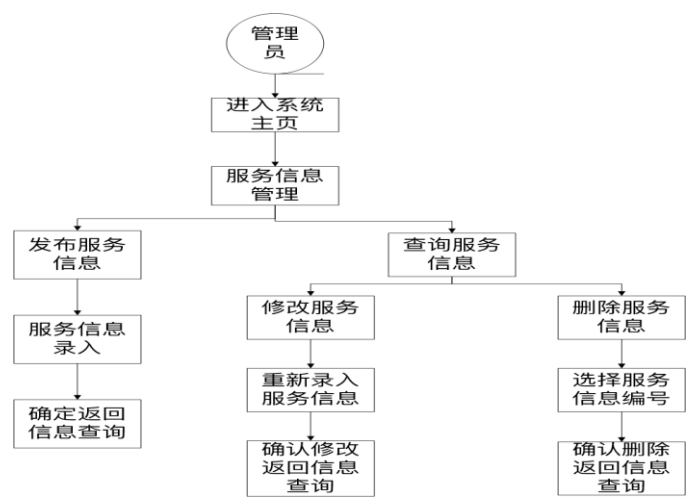 管理
员
进入系统
主页
服务信息
管理
发布服务
信息
查询服务
信息
修改服务
信息
删除服务
信息
服务信息
录入
重新录入
服务信息
选择服务
信息编号
确定返回
信息查询
确认修改
返回信息
查询
确认删除
返回信息
查询